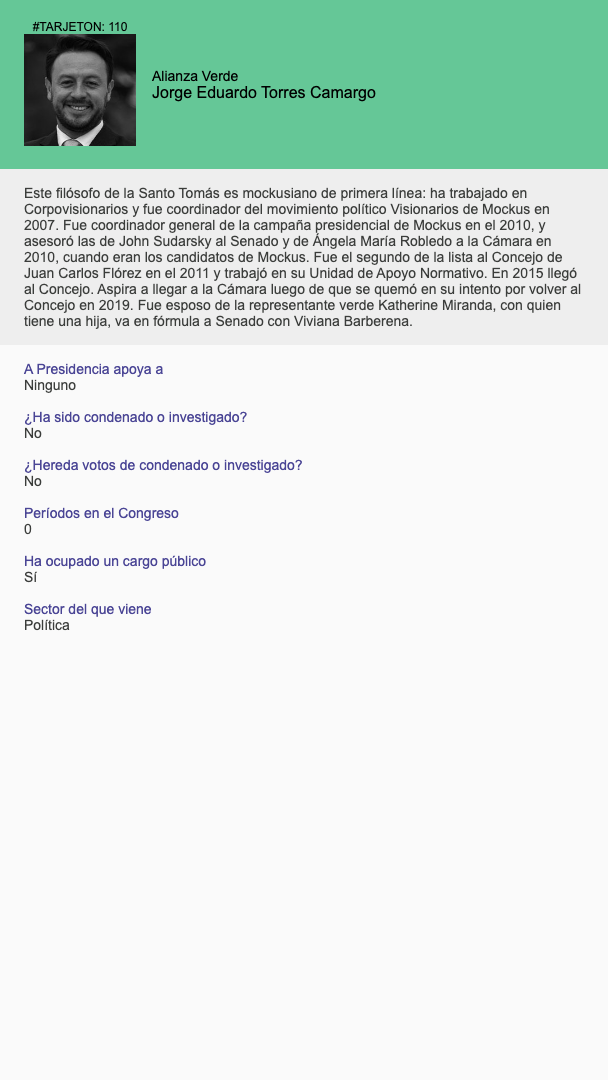 #TARJETON: 110
Alianza Verde
Jorge Eduardo Torres Camargo
Este filósofo de la Santo Tomás es mockusiano de primera línea: ha trabajado en
Corpovisionarios y fue coordinador del movimiento político Visionarios de Mockus en
2007. Fue coordinador general de la campaña presidencial de Mockus en el 2010, y
asesoró las de John Sudarsky al Senado y de Ángela María Robledo a la Cámara en
2010, cuando eran los candidatos de Mockus. Fue el segundo de la lista al Concejo de
Juan Carlos Flórez en el 2011 y trabajó en su Unidad de Apoyo Normativo. En 2015 llegó
al Concejo. Aspira a llegar a la Cámara luego de que se quemó en su intento por volver al
Concejo en 2019. Fue esposo de la representante verde Katherine Miranda, con quien
tiene una hija, va en fórmula a Senado con Viviana Barberena.
A Presidencia apoya a
Ninguno
¿Ha sido condenado o investigado?
No
¿Hereda votos de condenado o investigado?
No
Períodos en el Congreso
0
Ha ocupado un cargo público
Sí
Sector del que viene
Política